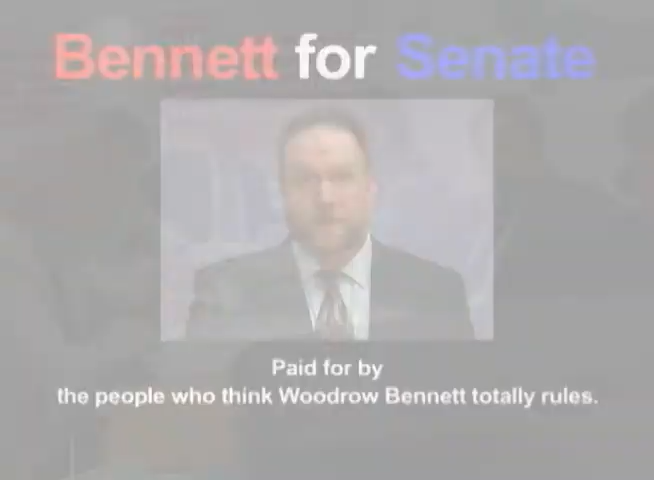 Bennett for Senate
Paid for by
the people who think Woodrow Bennett totally rules.